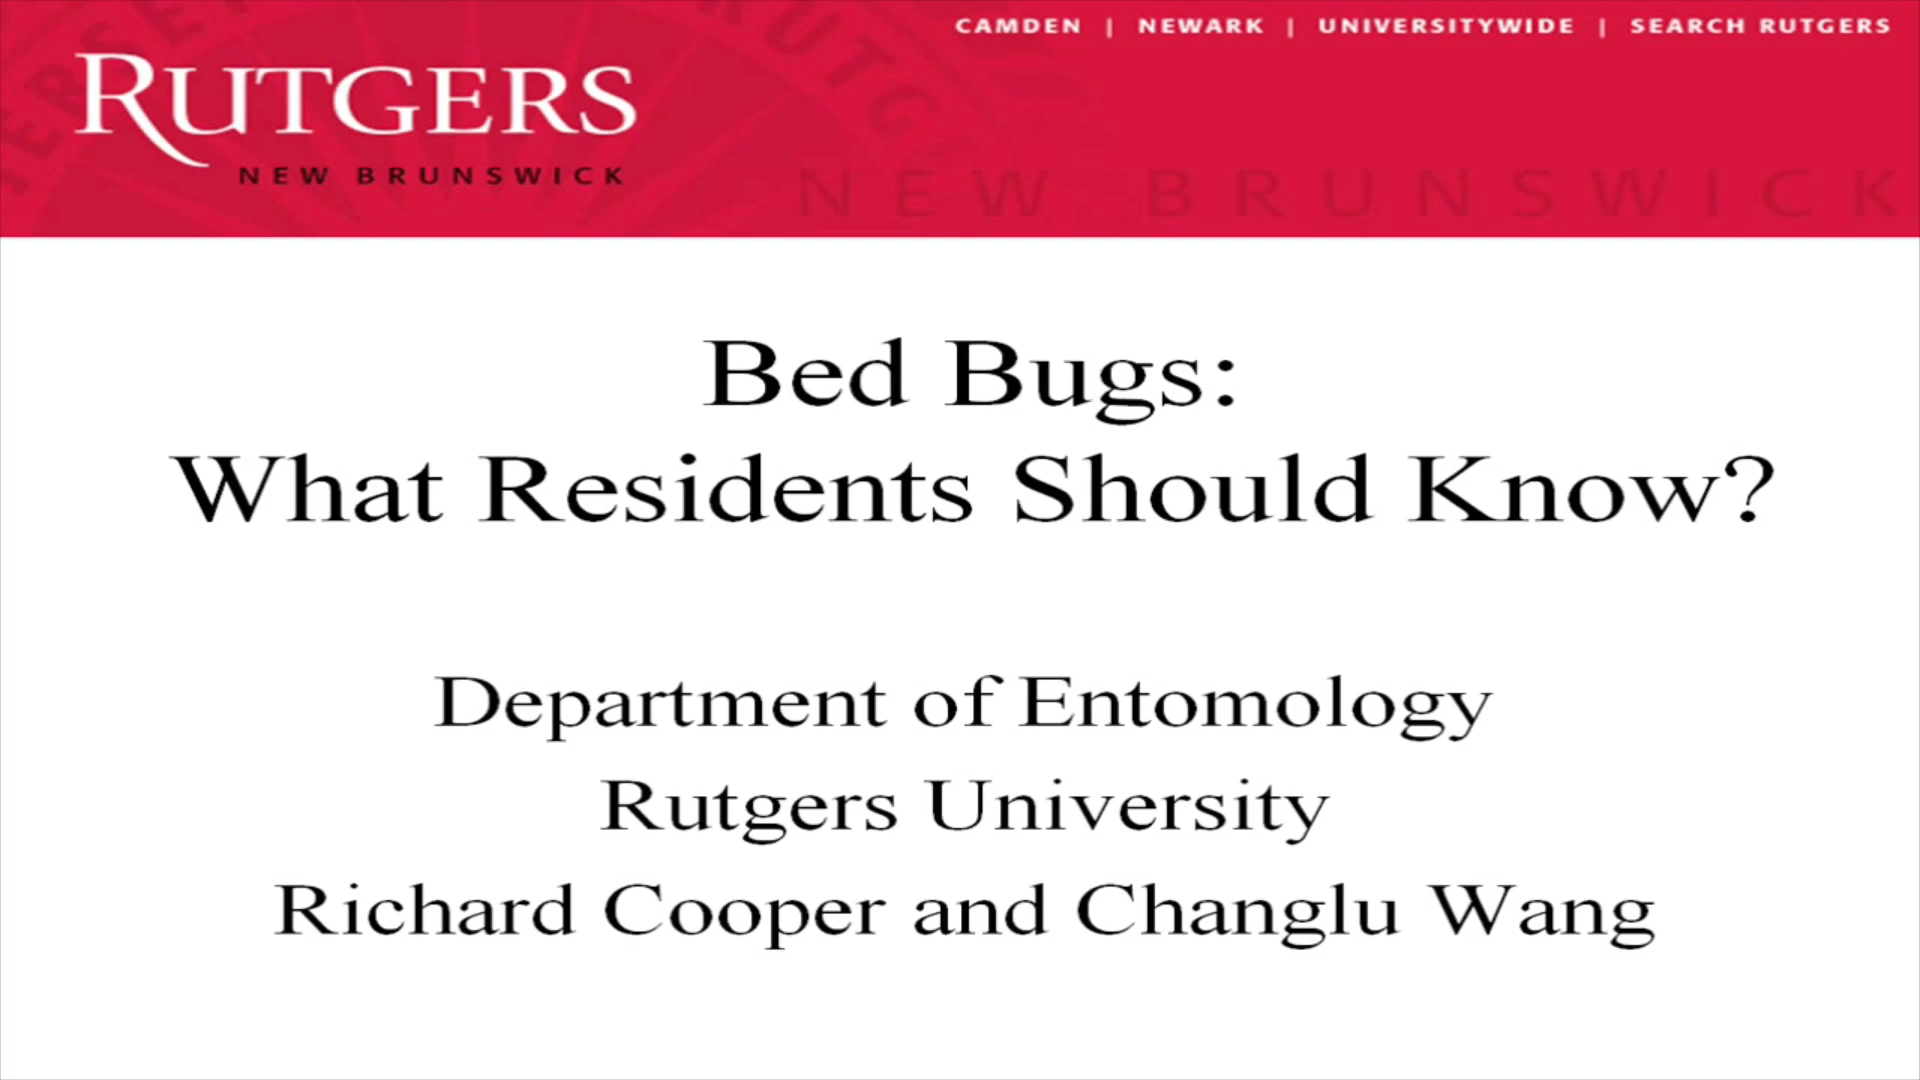 CAMDEN | NEWARK | UNIVERSITYWIDE | SEARCH RUTGERS
RUTGERS
NEW BRUNSWICK
NEW BRUNSWICK
Bed Bugs:
What Residents Should Know?
Department of Entomology
Rutgers University
Richard Cooper and Changlu Wang